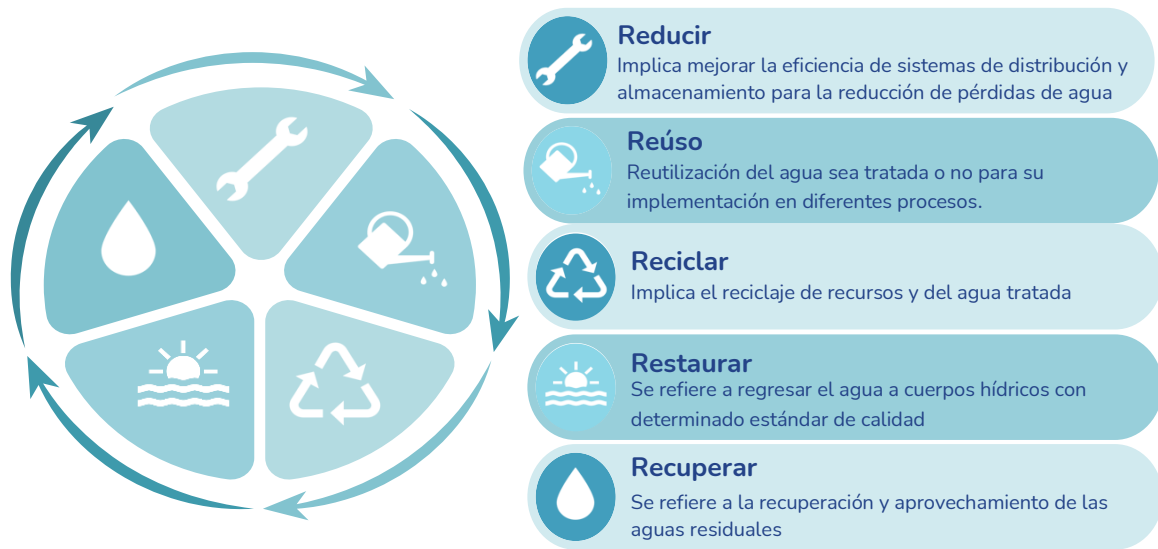 Reducir
Implica mejorar la eficiencia de sistemas de distribución y
almacenamiento para la reducción de pérdidas de agua
Reúso
Reutilización del agua sea tratada o no para su
implementación en diferentes procesos.
Reciclar
Implica el reciclaje de recursos y del agua tratada
Restaurar
Se refiere a regresar el agua a cuerpos hídricos con
determinado estándar de calidad
Recuperar
Se refiere a la recuperación y aprovechamiento de las
aguas residuales